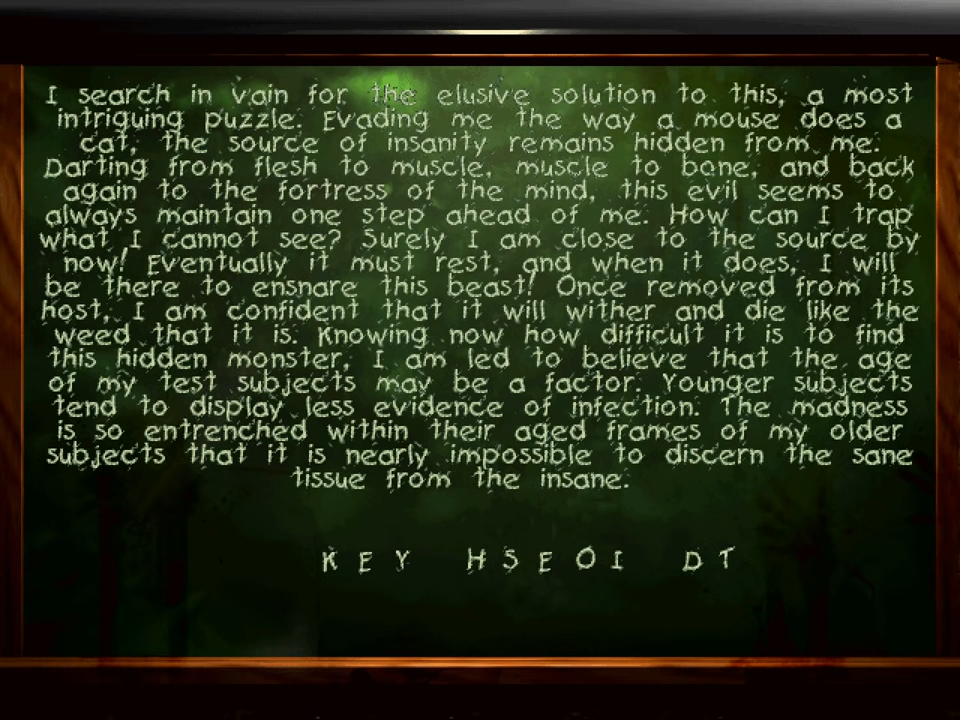 I search in vain for the elusive solution to this, a most
intriguing puzzle. Evading me the way a mouse does a
cat, the source of insanity remains hidden from me.
Darting from flesh to muscle, muscle to bone, and back
again to the fortress of the mind, this evil seems to
always maintain one step ahead of me. How can I trap
what I cannot see? Surely I am close to the source by
now! Eventually it must rest, and when it does, I will
be there to ensnare this beast! Once removed from its
host, I am confident that it will wither and die like the
weed that it is. Knowing now how difficult it is to find
this hidden monster, I am led to believe that the age
of my test subjects may be a factor. Younger subjects
tend to display less evidence of infection. The madness
is so entrenched within their aged frames of my older
subjects that it is nearly impossible to discern the sane
tissue from the insane.
K E Y H S E O I D T